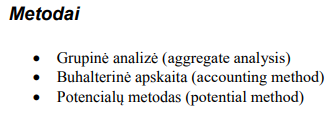 Metodai
• Grupinė analizė (aggregate analysis)
• Buhalterinė apskaita (accounting method)
• Potencialų metodas (potential method)